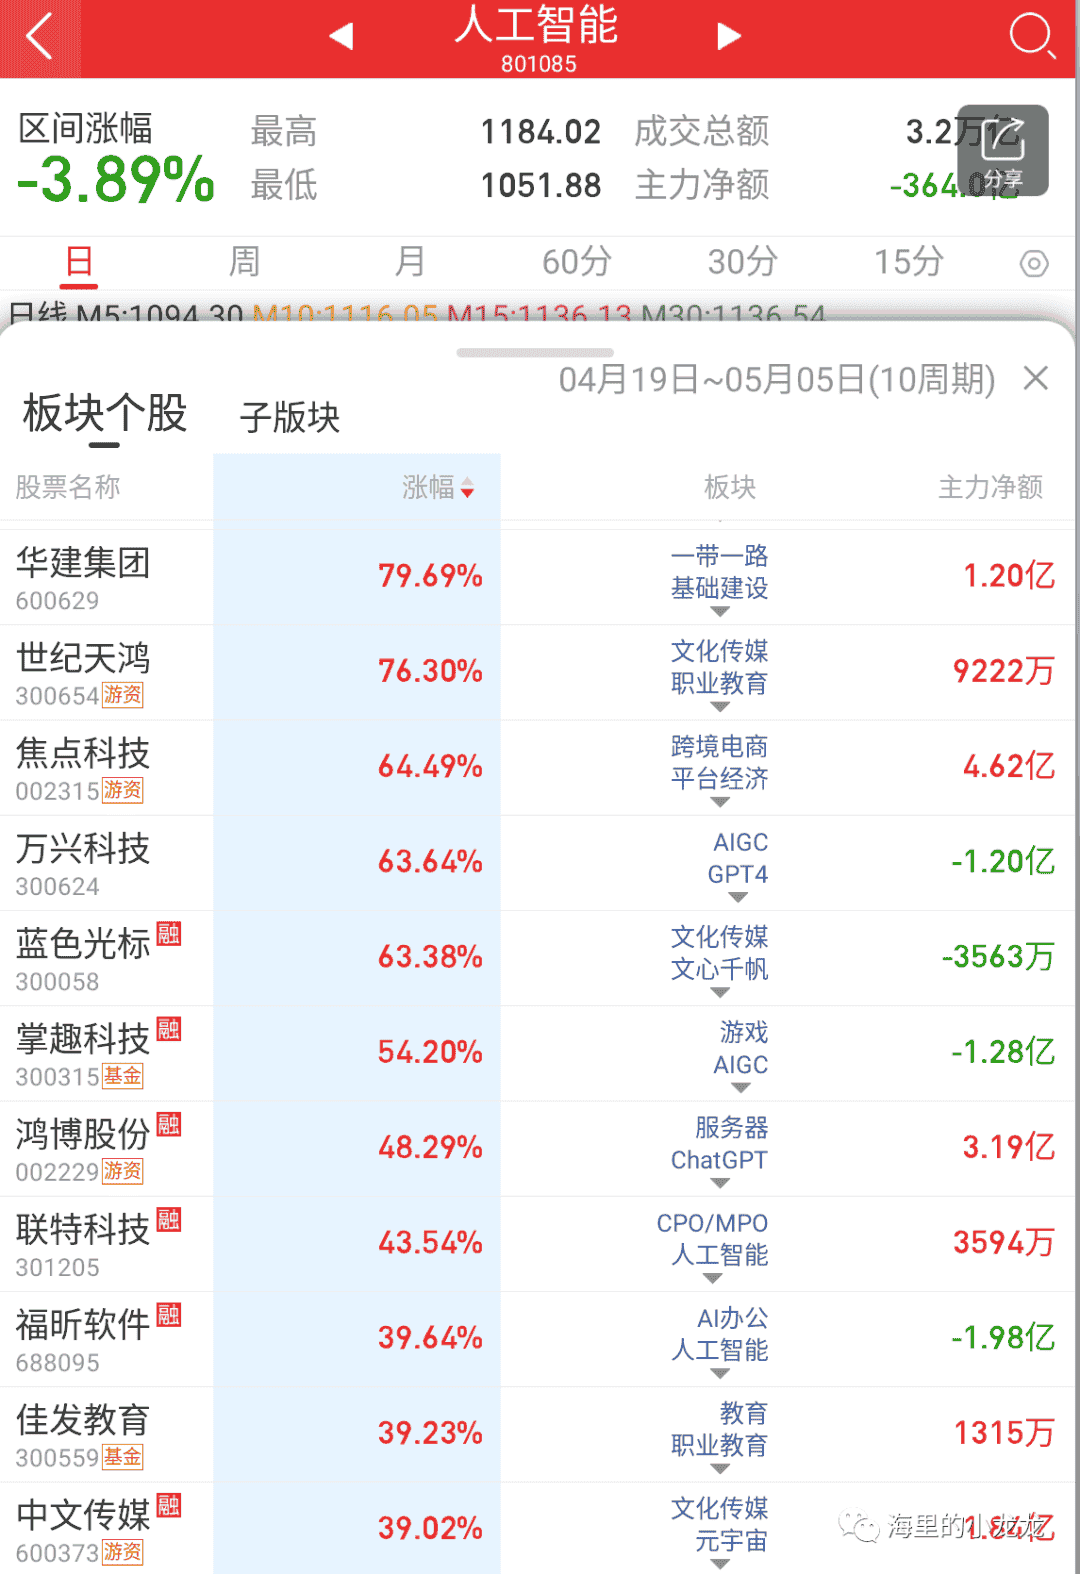 人工智能
801085
区间涨幅 最高 1184.02 成交总额 3.2万亿
-3.89% 最低 1051.88 主力净额 -364.0亿
分享
日 周 月 60分 30分 15分
日线 M5:1094.30 M10:1116.05 M15:1136.13 M30:1136.54
04月19日~05月05日(10周期)
板块个股 子版块
股票名称 涨幅 板块 主力净额
华建集团 79.69% 一带一路 1.20亿
600629 基础建设
世纪天鸿 76.30% 文化传媒 9222万
300654 游资 职业教育
焦点科技 64.49% 跨境电商 4.62亿
002315 游资 平台经济
万兴科技 63.64% AIGC -1.20亿
300624 GPT4
蓝色光标 融 63.38% 文化传媒 -3563万
300058 文心千帆
掌趣科技 融 54.20% 游戏 -1.28亿
300315 基金 AIGC
鸿博股份 融 48.29% 服务器 3.19亿
002229 游资 ChatGPT
联特科技 融 43.54% CPO/MPO 3594万
301205 人工智能
福昕软件 融 39.64% AI办公 -1.98亿
688095 人工智能
佳发教育 39.23% 教育 1315万
300559 基金 职业教育
中文传媒 融 39.02% 文化传媒
600373 游资 元宇宙
海里的小龙龙